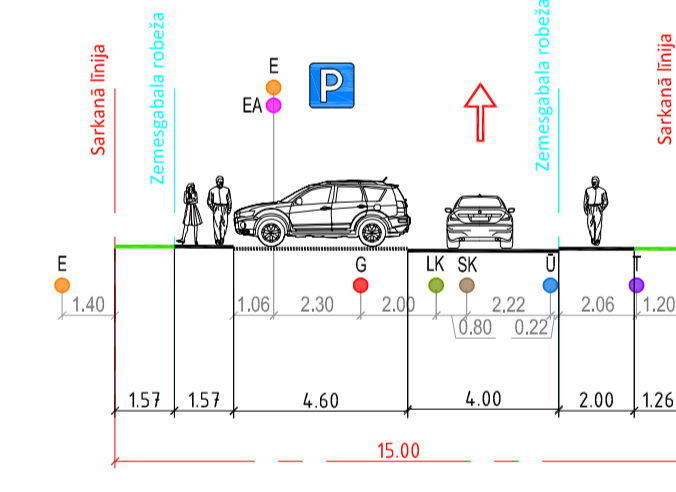 Sarkanā līnija
Zemesgabala robeža
E
EA
P
Zemesgabala robeža
Sarkanā līnija
E
G
LK
SK
Ū
T
1.40
1.06
2.30
2.00
2,22
2.06
1.20
0.80
0.22
1.57
1.57
4.60
4.00
2.00
1.26
15.00